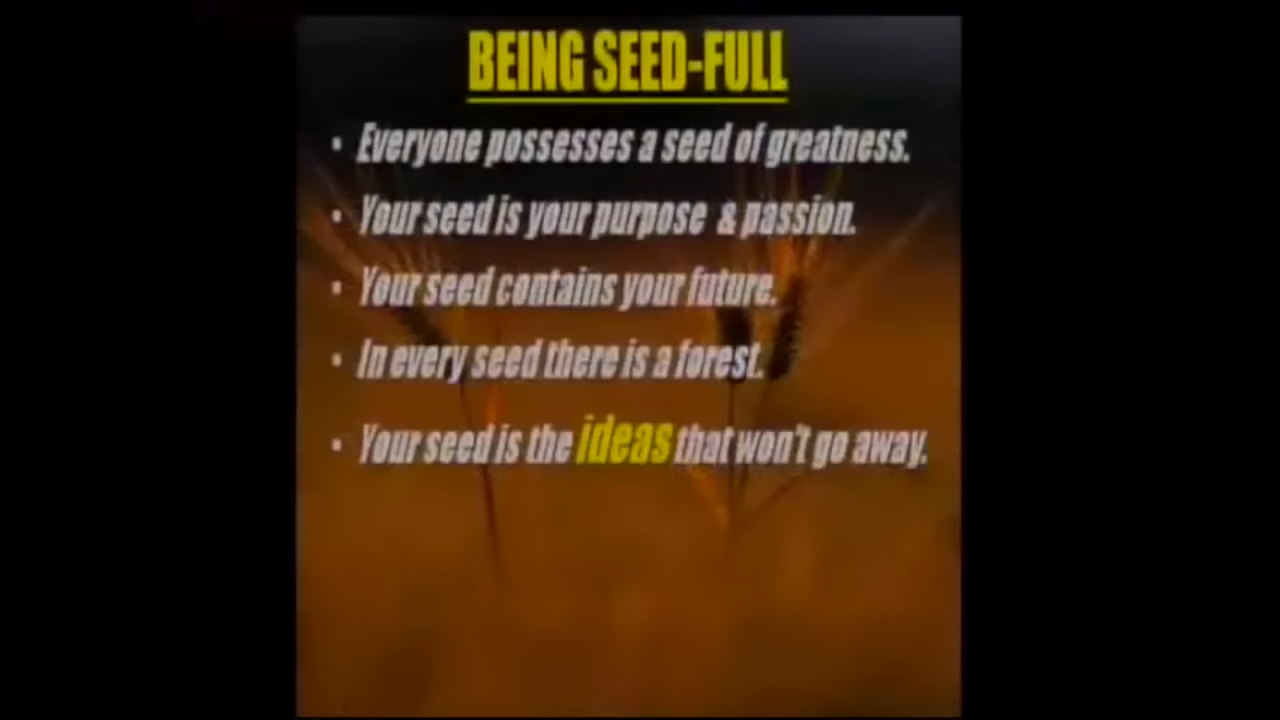 BEING SEED-FULL
• Everyone possesses a seed of greatness.
• Your seed is your purpose & passion.
• Your seed contains your future.
• In every seed there is a forest.
• Your seed is the ideas that won't go away.